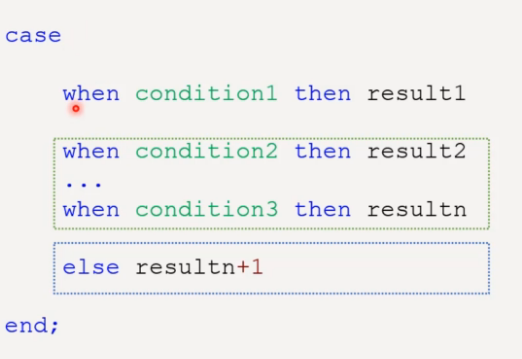 case
when condition1 then result1
when condition2 then result2
...
when condition3 then resultn
else resultn+1
end;